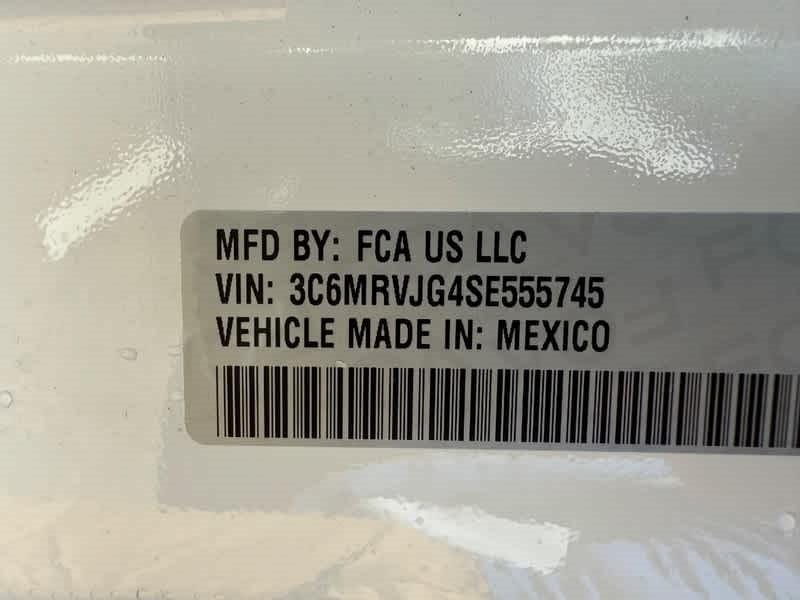 MFD BY: FCA US LLC
VIN: 3C6MRVJG4SE555745
VEHICLE MADE IN: MEXICO